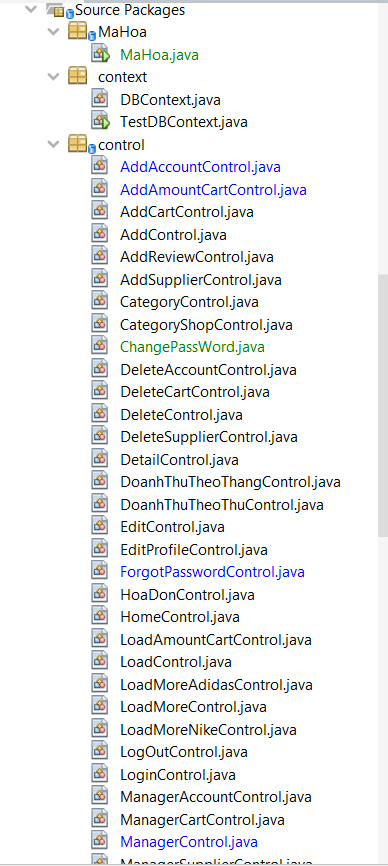 Source Packages
MaHoa
MaHoa.java
context
DBContext.java
TestDBContext.java
control
AddAccountControl.java
AddAmountCartControl.java
AddCartControl.java
AddControl.java
AddReviewControl.java
AddSupplierControl.java
CategoryControl.java
CategoryShopControl.java
ChangePassWord.java
DeleteAccountControl.java
DeleteCartControl.java
DeleteControl.java
DeleteSupplierControl.java
DetailControl.java
DoanhThuTheoThangControl.java
DoanhThuTheoThuControl.java
EditControl.java
EditProfileControl.java
ForgotPasswordControl.java
HoaDonControl.java
HomeControl.java
LoadAmountCartControl.java
LoadControl.java
LoadMoreAdidasControl.java
LoadMoreControl.java
LoadMoreNikeControl.java
LogOutControl.java
LoginControl.java
ManagerAccountControl.java
ManagerCartControl.java
ManagerControl.java
ManagerSupplierControl.java